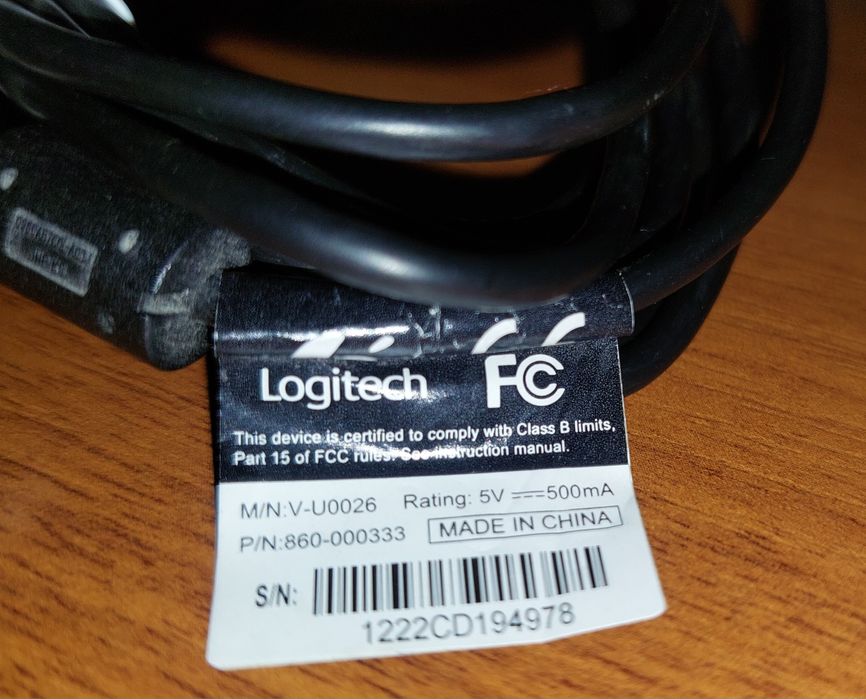 Logitech FC
This device is certified to comply with Class B limits,
Part 15 of FCC rules. See instruction manual.
M/N:V-U0026 Rating: 5V ⎓500mA
P/N:860-000333 MADE IN CHINA
S/N:
1222CD194978